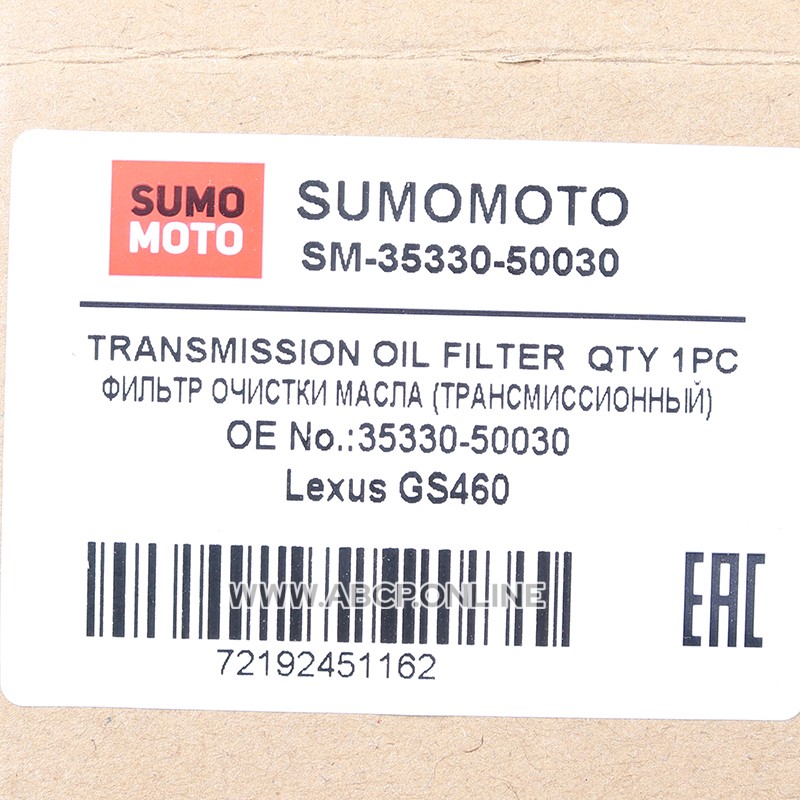 SUMO
MOTO
SUMOMOTO
SM-35330-50030
TRANSMISSION OIL FILTER QTY 1PC
ФИЛЬТР ОЧИСТКИ МАСЛА (ТРАНСМИССИОННЫЙ)
OE No.:35330-50030
Lexus GS460
WWW.ABCP.ONLINE
EAC
72192451162